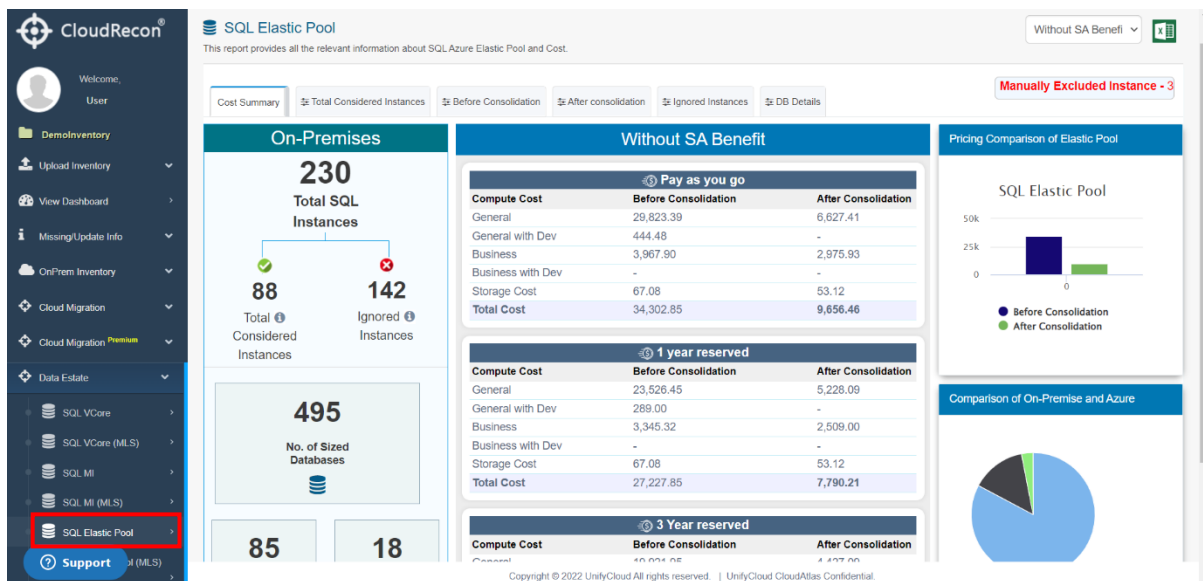 CloudRecon®
Welcome,
User
DemoInventory
Upload Inventory
View Dashboard
Missing/Update Info
OnPrem Inventory
Cloud Migration
Cloud Migration Premium
Data Estate
SQL VCore
SQL VCore (MLS)
SQL MI
SQL MI (MLS)
SQL Elastic Pool
Support
(MLS)
SQL Elastic Pool
This report provides all the relevant information about SQL Azure Elastic Pool and Cost.
Without SA Benefi
Manually Excluded Instance - 3
Cost Summary
Total Considered Instances
Before Consolidation
After consolidation
Ignored Instances
DB Details
On-Premises
230
Total SQL
Instances
88
Total
Considered
Instances
142
Ignored
Instances
495
No. of Sized
Databases
85
18
Without SA Benefit
Pay as you go
Compute Cost Before Consolidation After Consolidation
General 29,823.39 6,627.41
General with Dev 444.48 -
Business 3,967.90 2,975.93
Business with Dev - -
Storage Cost 67.08 53.12
Total Cost 34,302.85 9,656.46
1 year reserved
Compute Cost Before Consolidation After Consolidation
General 23,526.45 5,228.09
General with Dev 289.00 -
Business 3,345.32 2,509.00
Business with Dev - -
Storage Cost 67.08 53.12
Total Cost 27,227.85 7,790.21
3 Year reserved
Compute Cost Before Consolidation After Consolidation
Pricing Comparison of Elastic Pool
SQL Elastic Pool
50k
25k
0
0
Before Consolidation
After Consolidation
Comparison of On-Premise and Azure
Copyright © 2022 UnifyCloud All rights reserved. | UnifyCloud CloudAtlas Confidential.